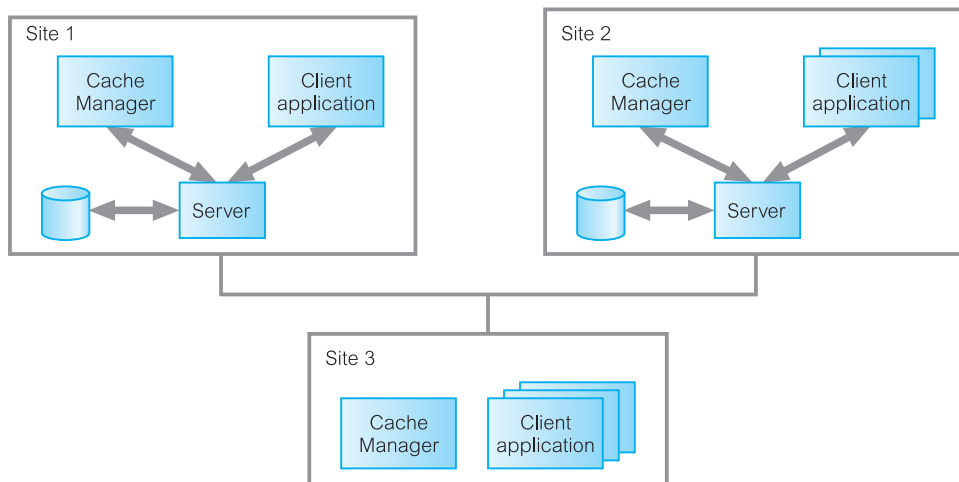 Site 1
Cache
Manager
Client
application
Server
Site 2
Cache
Manager
Client
application
Server
Site 3
Cache
Manager
Client
application